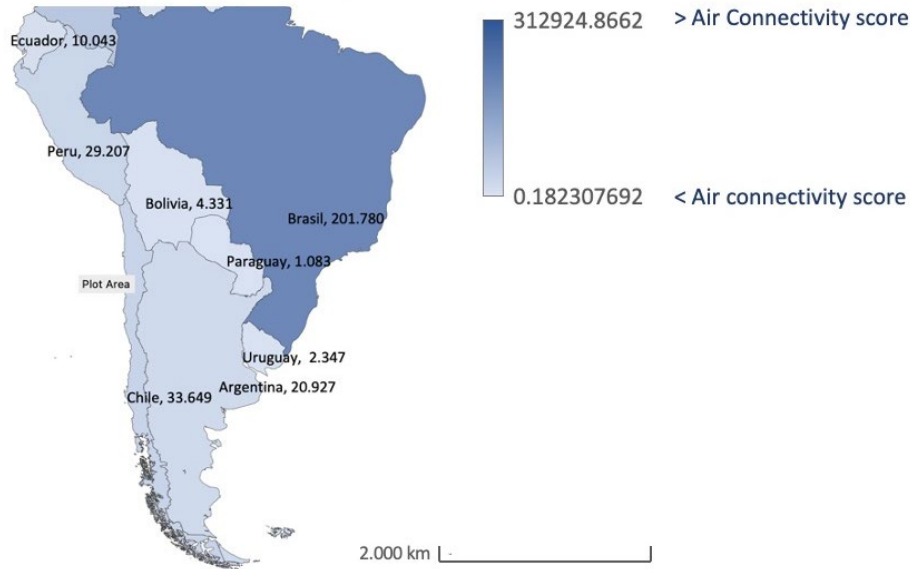 312924.8662 > Air Connectivity score
Ecuador, 10.043
Peru, 29.207
Bolivia, 4.331
0.182307692 < Air connectivity score
Brasil, 201.780
Paraguay, 1.083
Plot Area
Uruguay, 2.347
Argentina, 20.927
Chile, 33.649
2.000 km